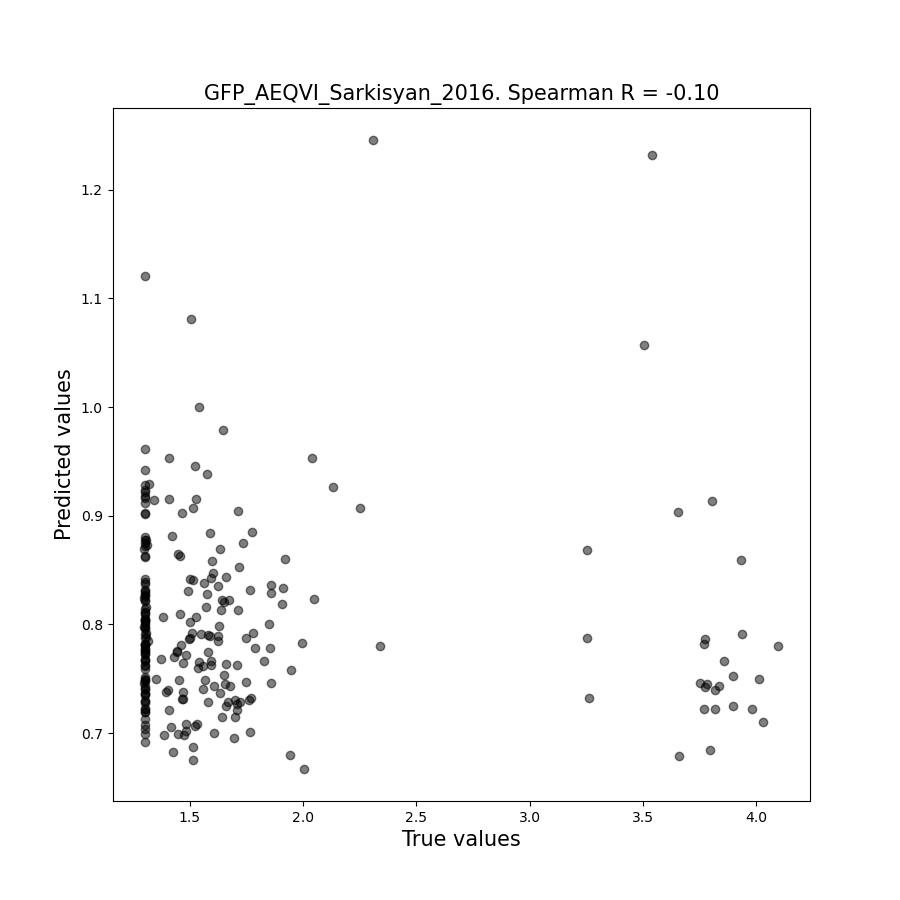 GFP_AEQVI_Sarkisyan_2016. Spearman R = -0.10
1.2
1.1
1.0
0.9
0.8
0.7
Predicted values
1.5 2.0 2.5 3.0 3.5 4.0
True values